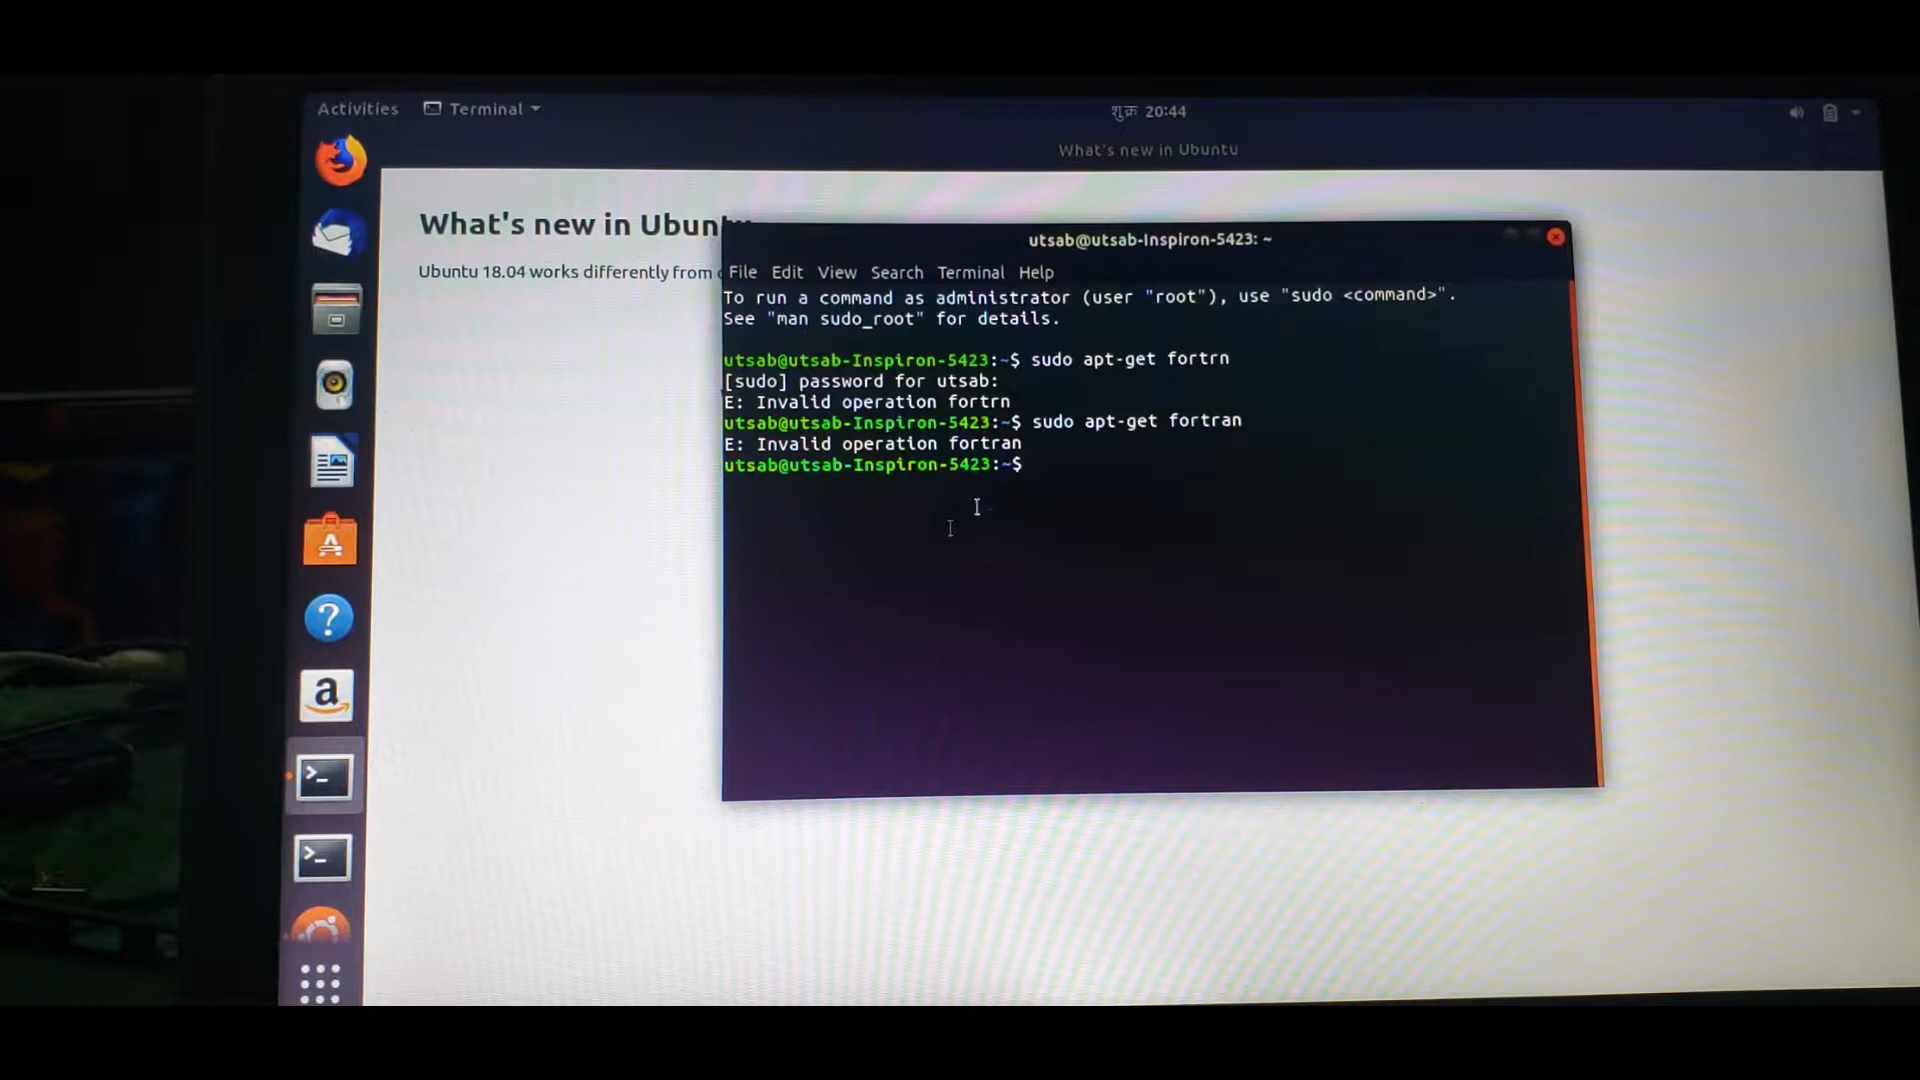 Activities Terminal शुक्र 20:44
What's new in Ubuntu
What's new in Ubuntu
Ubuntu 18.04 works differently from
utsab@utsab-Inspiron-5423: ~
File Edit View Search Terminal Help
To run a command as administrator (user "root"), use "sudo <command>".
See "man sudo_root" for details.
utsab@utsab-Inspiron-5423:~$ sudo apt-get fortrn
[sudo] password for utsab:
E: Invalid operation fortrn
utsab@utsab-Inspiron-5423:~$ sudo apt-get fortran
E: Invalid operation fortran
utsab@utsab-Inspiron-5423:~$